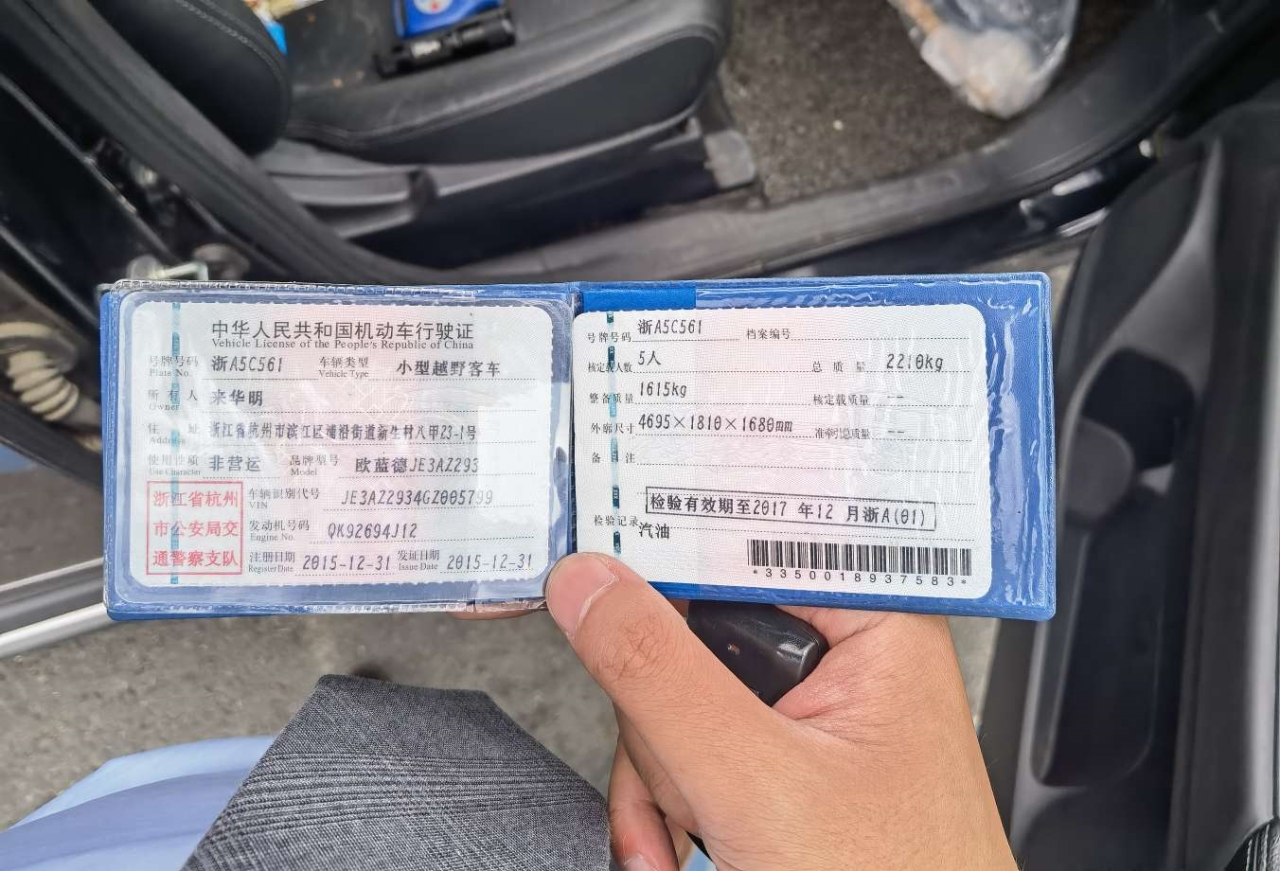 中华人民共和国机动车行驶证
Vehicle License of the People's Republic of China
号牌号码 浙A5C561 车辆类型 小型越野客车
Plate No. Vehicle Type
所有人 来华明
Owner
住址 浙江省杭州市滨江区浦沿街道新生村八甲23-1号
Address
使用性质 非营运 品牌型号 欧蓝德JE3AZ293
Use Character Model
浙江省杭州
市公安局交
通警察支队
车辆识别代号 JE3AZ2934GZ005799
VIN
发动机号码 QK92694J12
Engine No.
注册日期 2015-12-31 发证日期 2015-12-31
Register Date Issue Date
号牌号码 浙A5C561 档案编号
核定载人数 5人 总质量 2210kg
整备质量 1615kg 核定载质量 --
外廓尺寸 4695×1810×1680mm 准牵引总质量 --
备注
检验有效期至2017年12月浙A(01)
检验记录 汽油
*3350018937583*